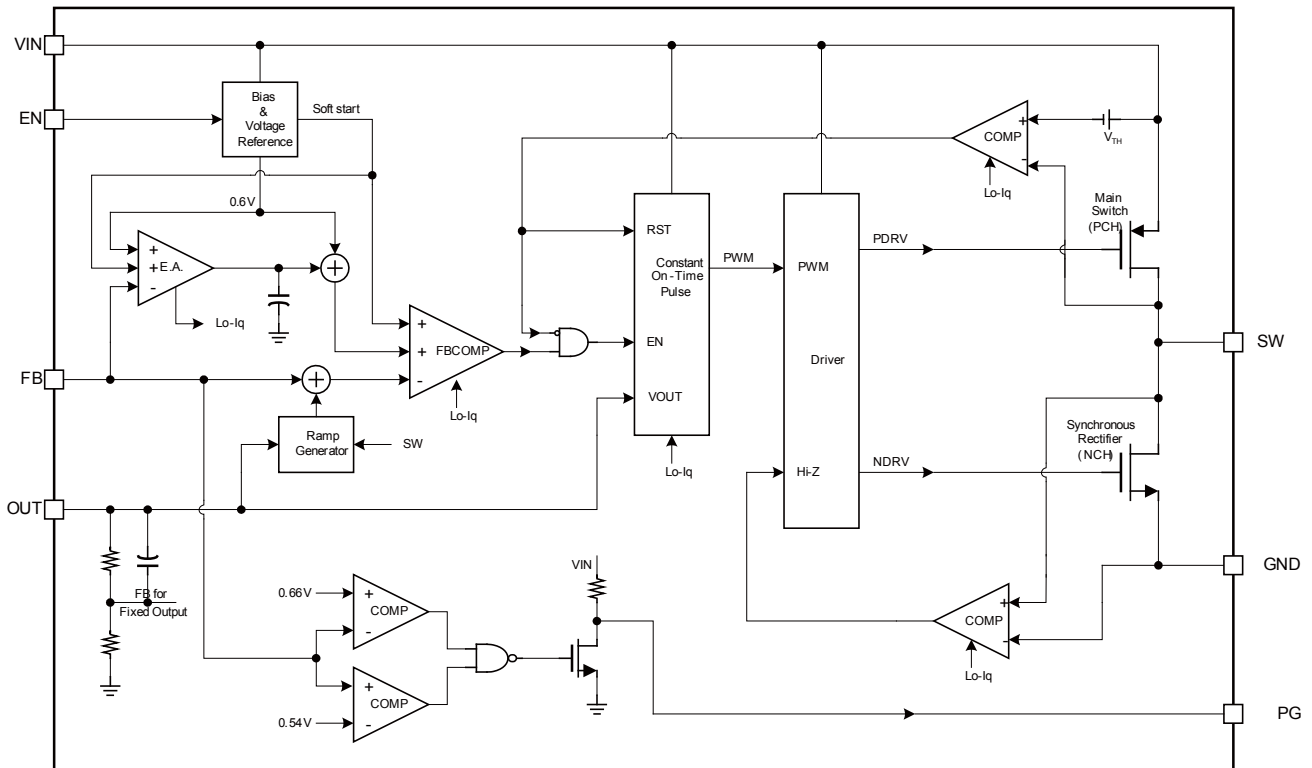 VIN
EN
Bias
&
Voltage
Reference
Soft start
+
COMP
-
V_TH
Lo-Iq
0.6V
Main
Switch
(PCH)
+
+
E.A.
-
Lo-Iq
+
RST
Constant
On-Time
Pulse
EN
VOUT
Lo-Iq
PWM
PWM
Driver
Hi-Z
PDRV
NDRV
+
+
FBCOMP
-
Lo-Iq
SW
FB
+
Ramp
Generator
SW
Synchronous
Rectifier
(NCH)
OUT
FB for
Fixed Output
VIN
GND
0.66V
+
COMP
-
+
COMP
-
0.54V
+
COMP
-
Lo-Iq
PG